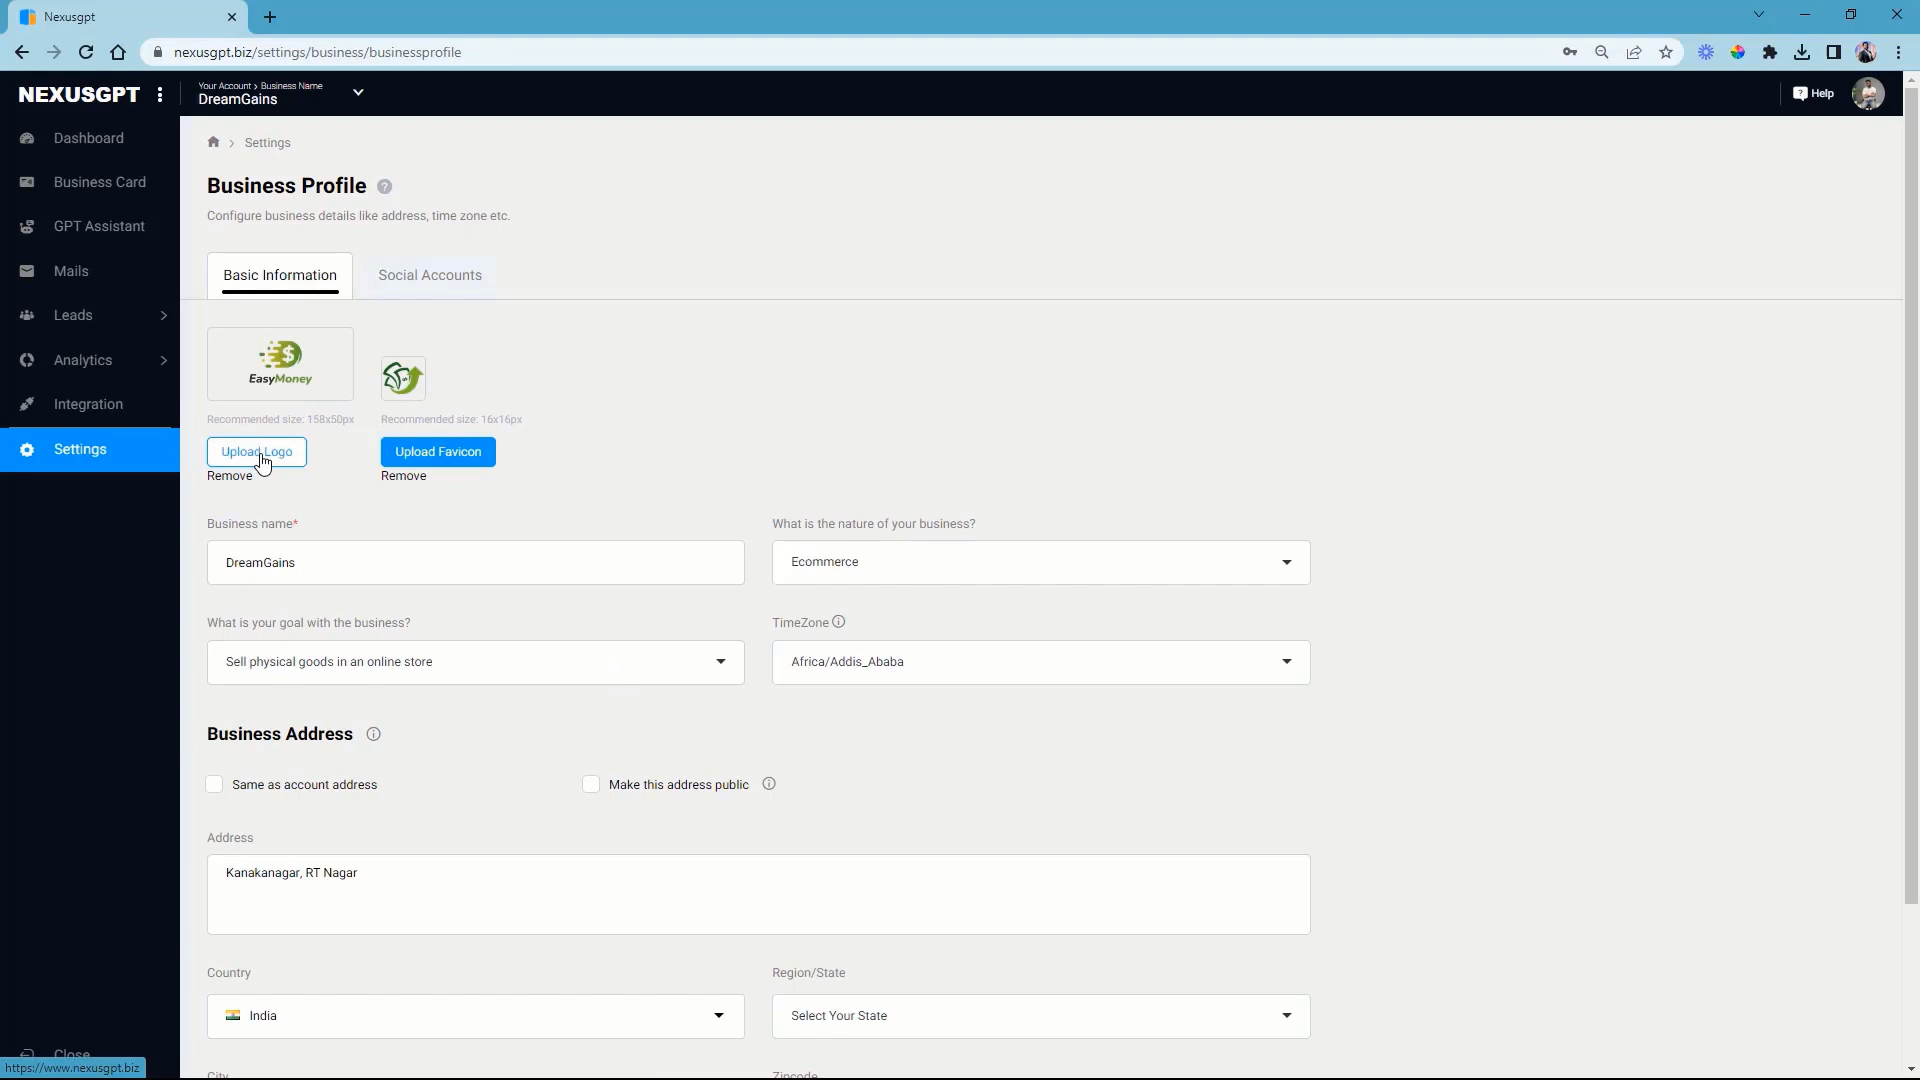 Nexusgpt
nexusgpt.biz/settings/business/businessprofile
NEXUSGPT
Your Account > Business Name
DreamGains
Help
Dashboard
Business Card
GPT Assistant
Mails
Leads
Analytics
Integration
Settings
Close
https://www.nexusgpt.biz
Settings
Business Profile
Configure business details like address, time zone etc.
Basic Information
Social Accounts
EasyMoney
Recommended size: 158x50px
Recommended size: 16x16px
Upload Logo
Upload Favicon
Remove
Remove
Business name*
What is the nature of your business?
DreamGains
Ecommerce
What is your goal with the business?
TimeZone
Sell physical goods in an online store
Africa/Addis_Ababa
Business Address
Same as account address
Make this address public
Address
Kanakanagar, RT Nagar
Country
Region/State
India
Select Your State
City
Zipcode